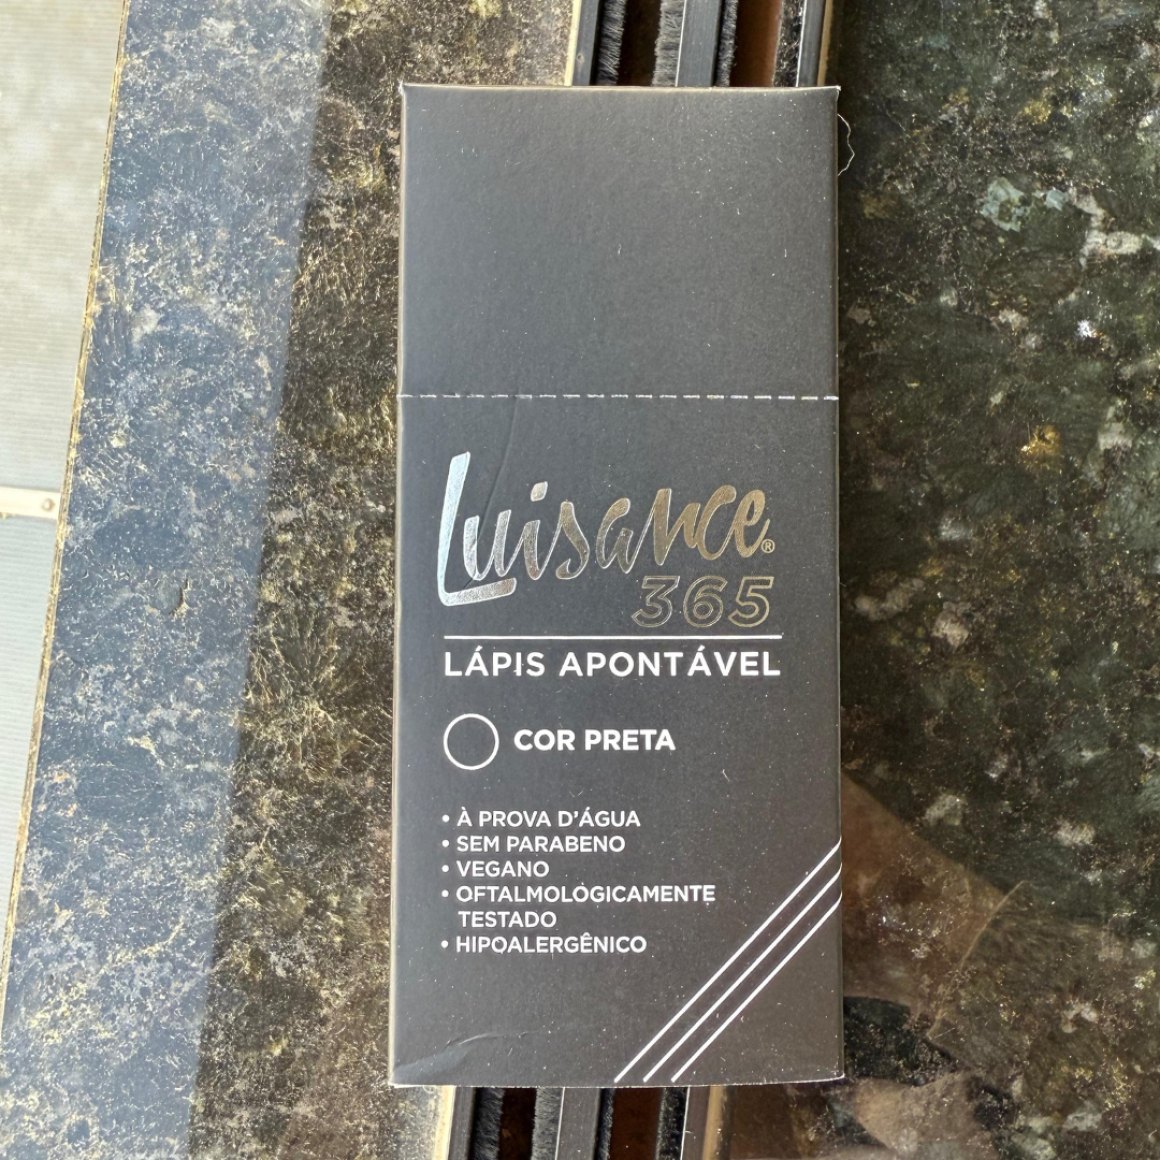 Luisance®
365
LÁPIS APONTÁVEL
COR PRETA
• À PROVA D'ÁGUA
• SEM PARABENO
• VEGANO
• OFTALMOLOGICAMENTE
TESTADO
• HIPOALERGÊNICO